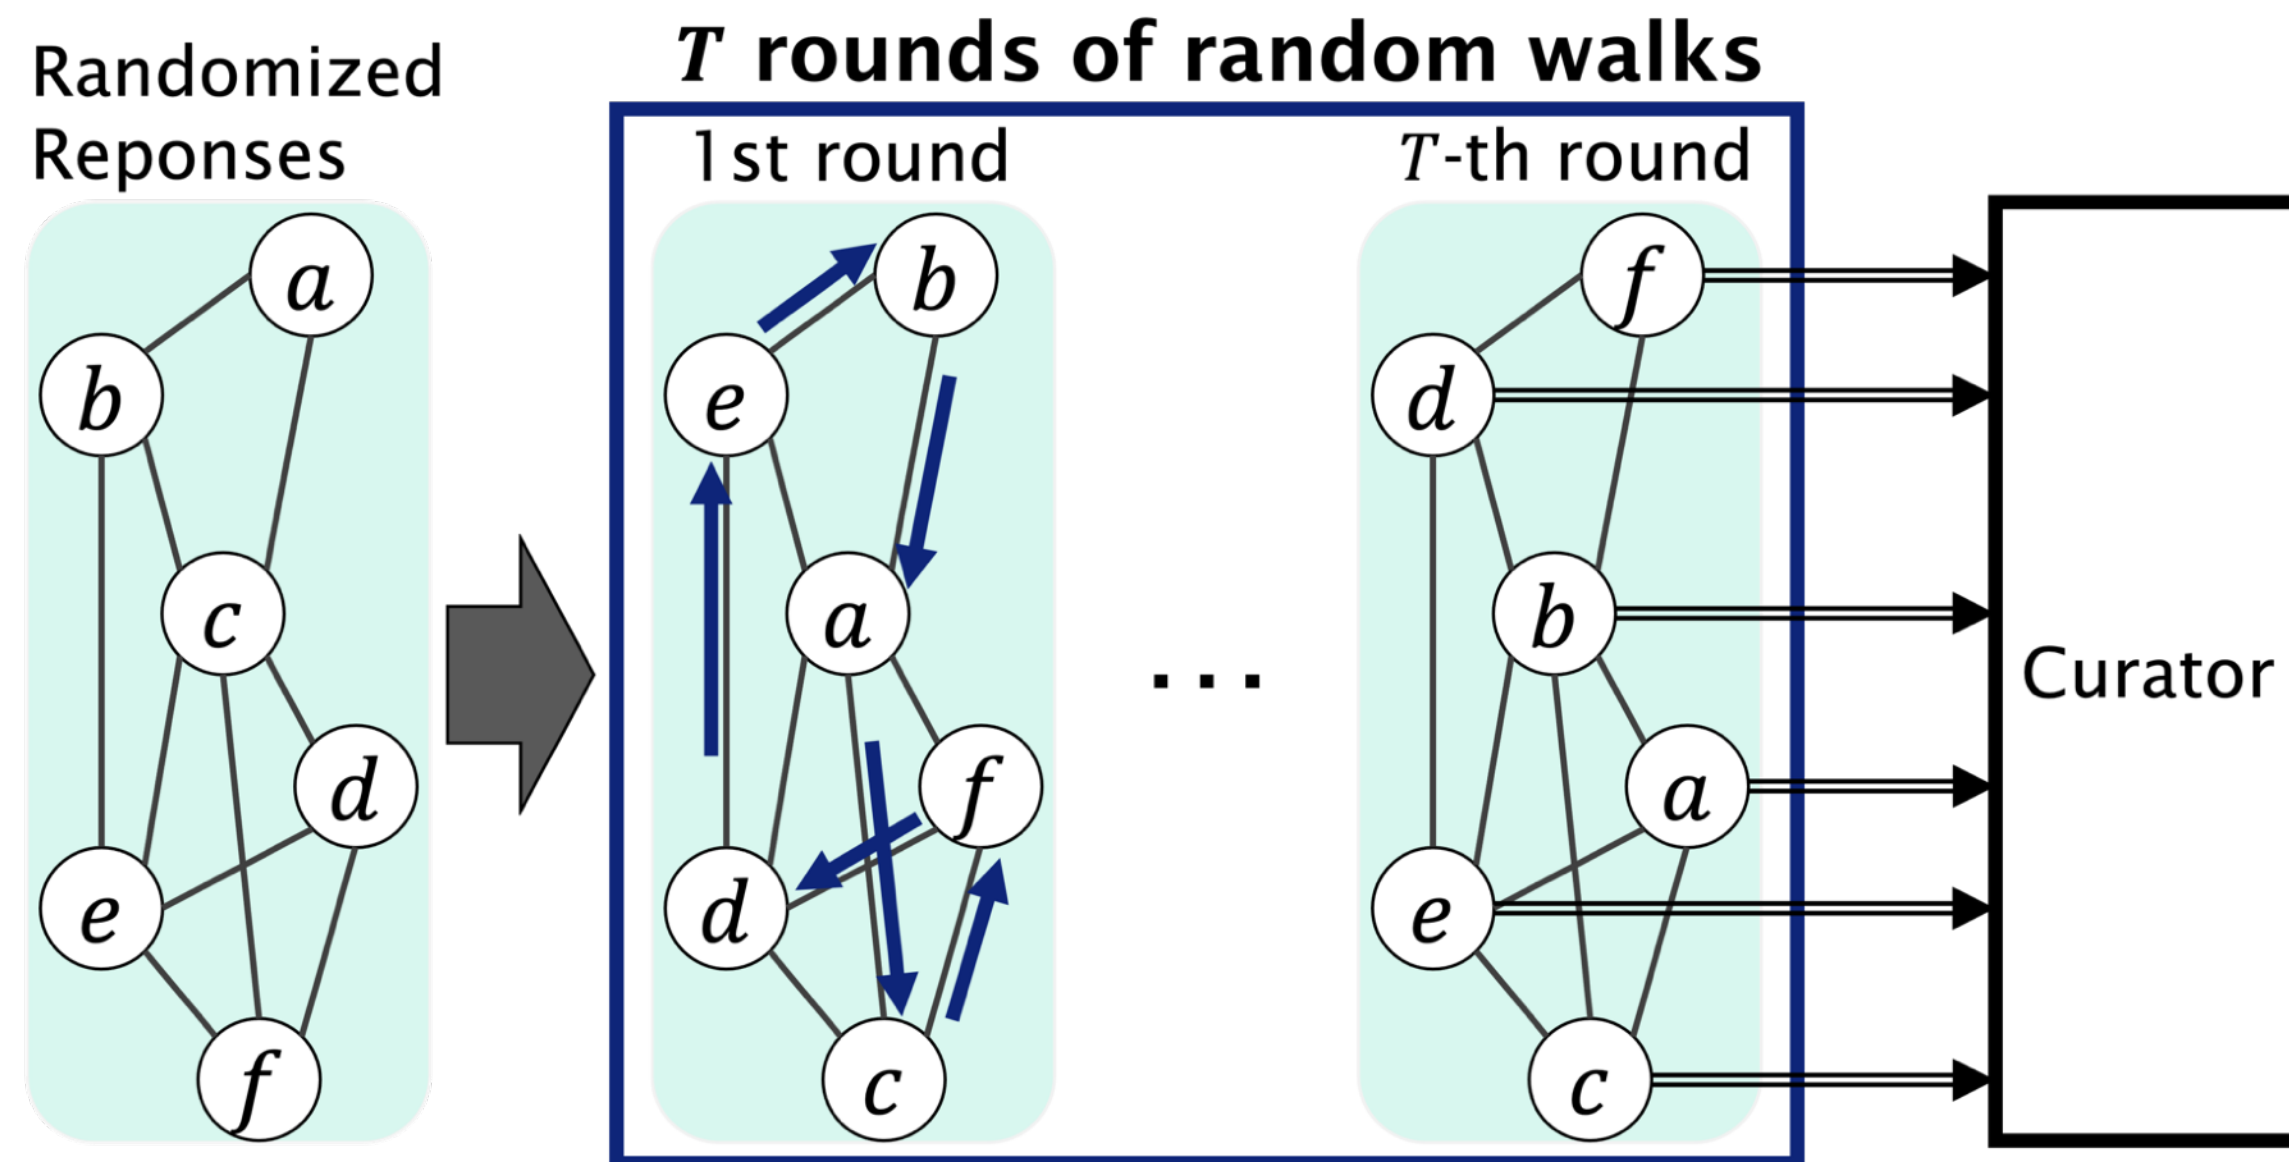 T rounds of random walks
Randomized
Reponses
1st round
T-th round
a
b
c
d
e
f
b
e
a
f
d
c
...
f
d
b
a
e
c
Curator